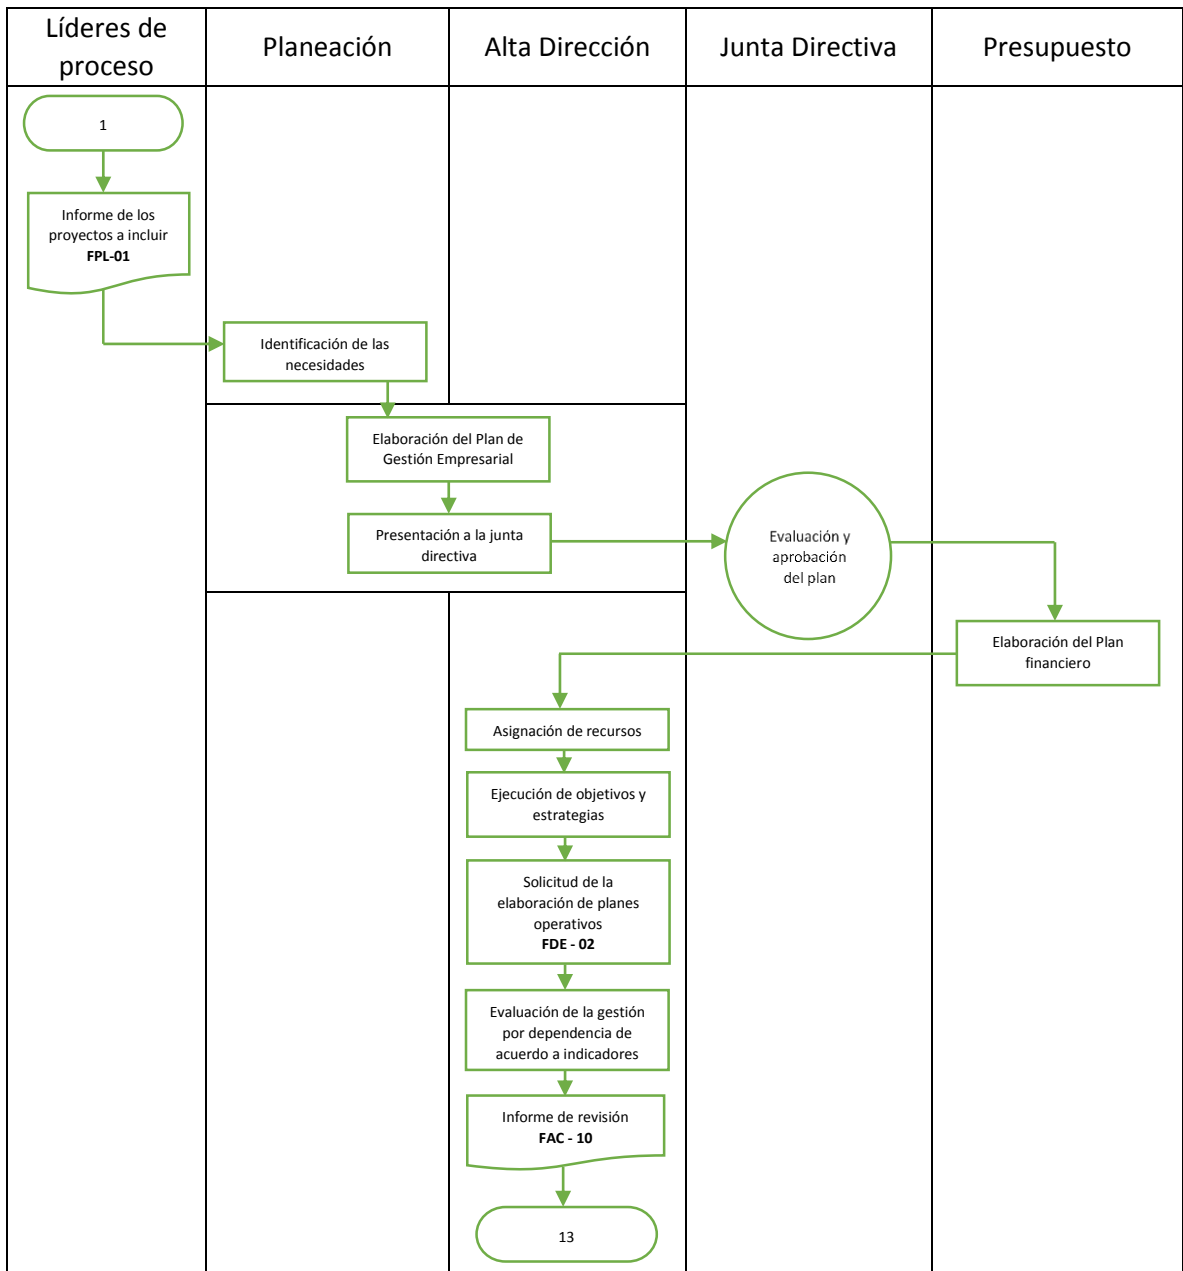 Líderes de
proceso
Planeación
Alta Dirección
Junta Directiva
Presupuesto
1
Informe de los
proyectos a incluir
FPL-01
Identificación de las
necesidades
Elaboración del Plan de
Gestión Empresarial
Presentación a la junta
directiva
Evaluación y
aprobación
del plan
Elaboración del Plan
financiero
Asignación de recursos
Ejecución de objetivos y
estrategias
Solicitud de la
elaboración de planes
operativos
FDE - 02
Evaluación de la gestión
por dependencia de
acuerdo a indicadores
Informe de revisión
FAC - 10
13